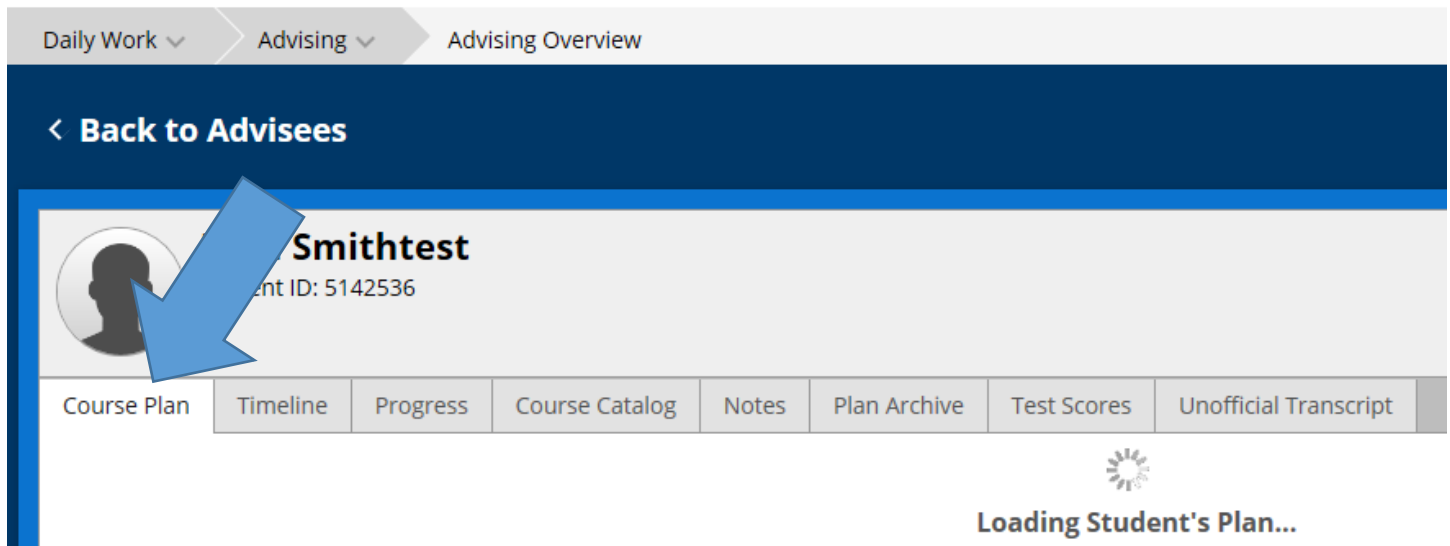 Daily Work Advising Advising Overview
< Back to Advisees
Smithtest
ent ID: 5142536
Course Plan Timeline Progress Course Catalog Notes Plan Archive Test Scores Unofficial Transcript
Loading Student's Plan...